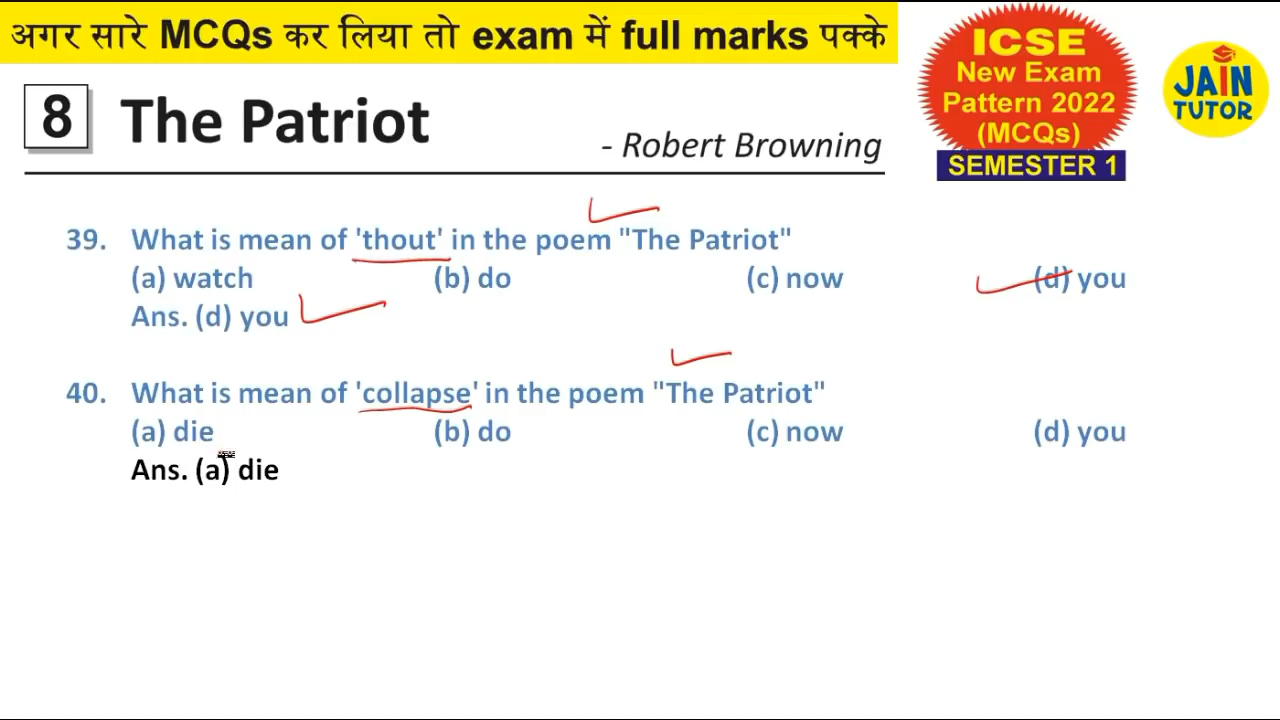 अगर सारे MCQs कर लिया तो exam में full marks पक्के
ICSE
New Exam
Pattern 2022
(MCQs)
SEMESTER 1
JAIN
TUTOR
8 The Patriot
- Robert Browning
39. What is mean of 'thout' in the poem "The Patriot"
(a) watch (b) do (c) now (d) you
Ans. (d) you
40. What is mean of 'collapse' in the poem "The Patriot"
(a) die (b) do (c) now (d) you
Ans. (a) die